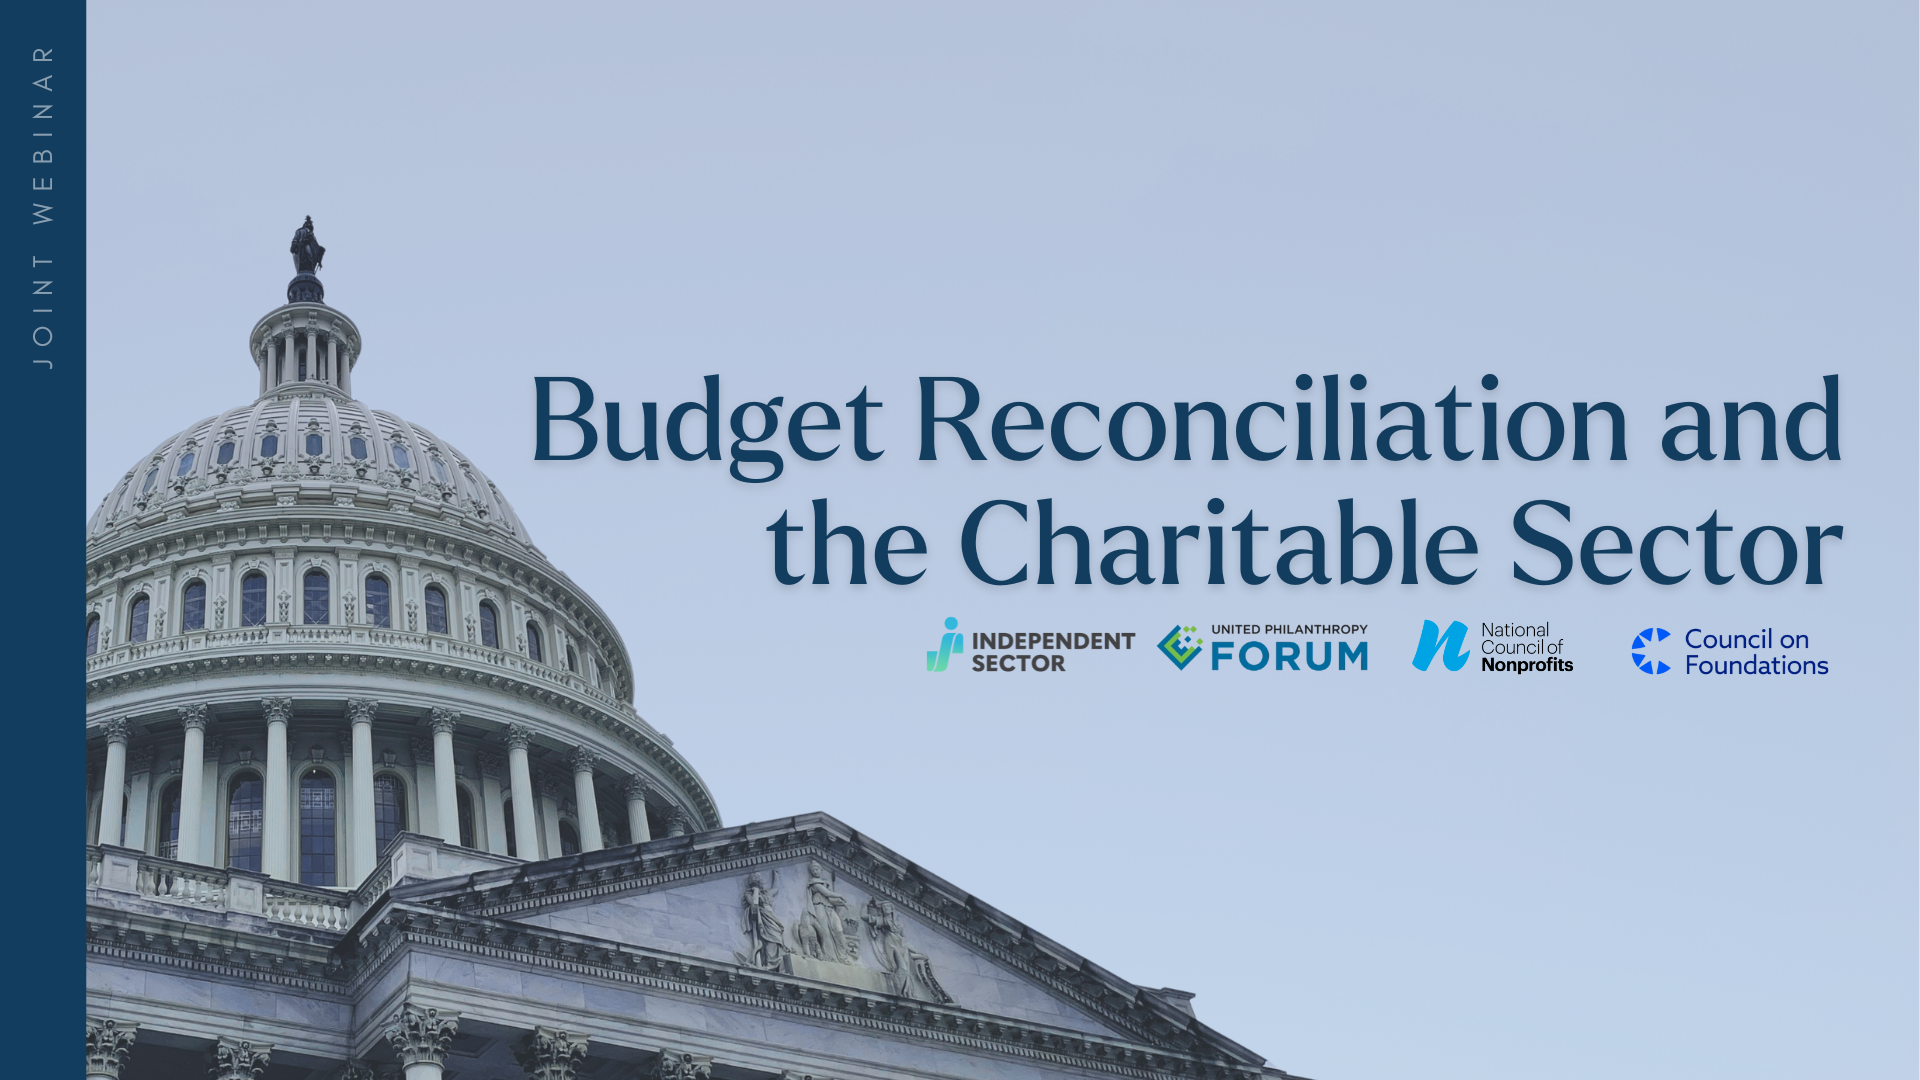 JOINT WEBINAR
Budget Reconciliation and
the Charitable Sector
INDEPENDENT
SECTOR
UNITED PHILANTHROPY
FORUM
National
Council of
Nonprofits
Council on
Foundations